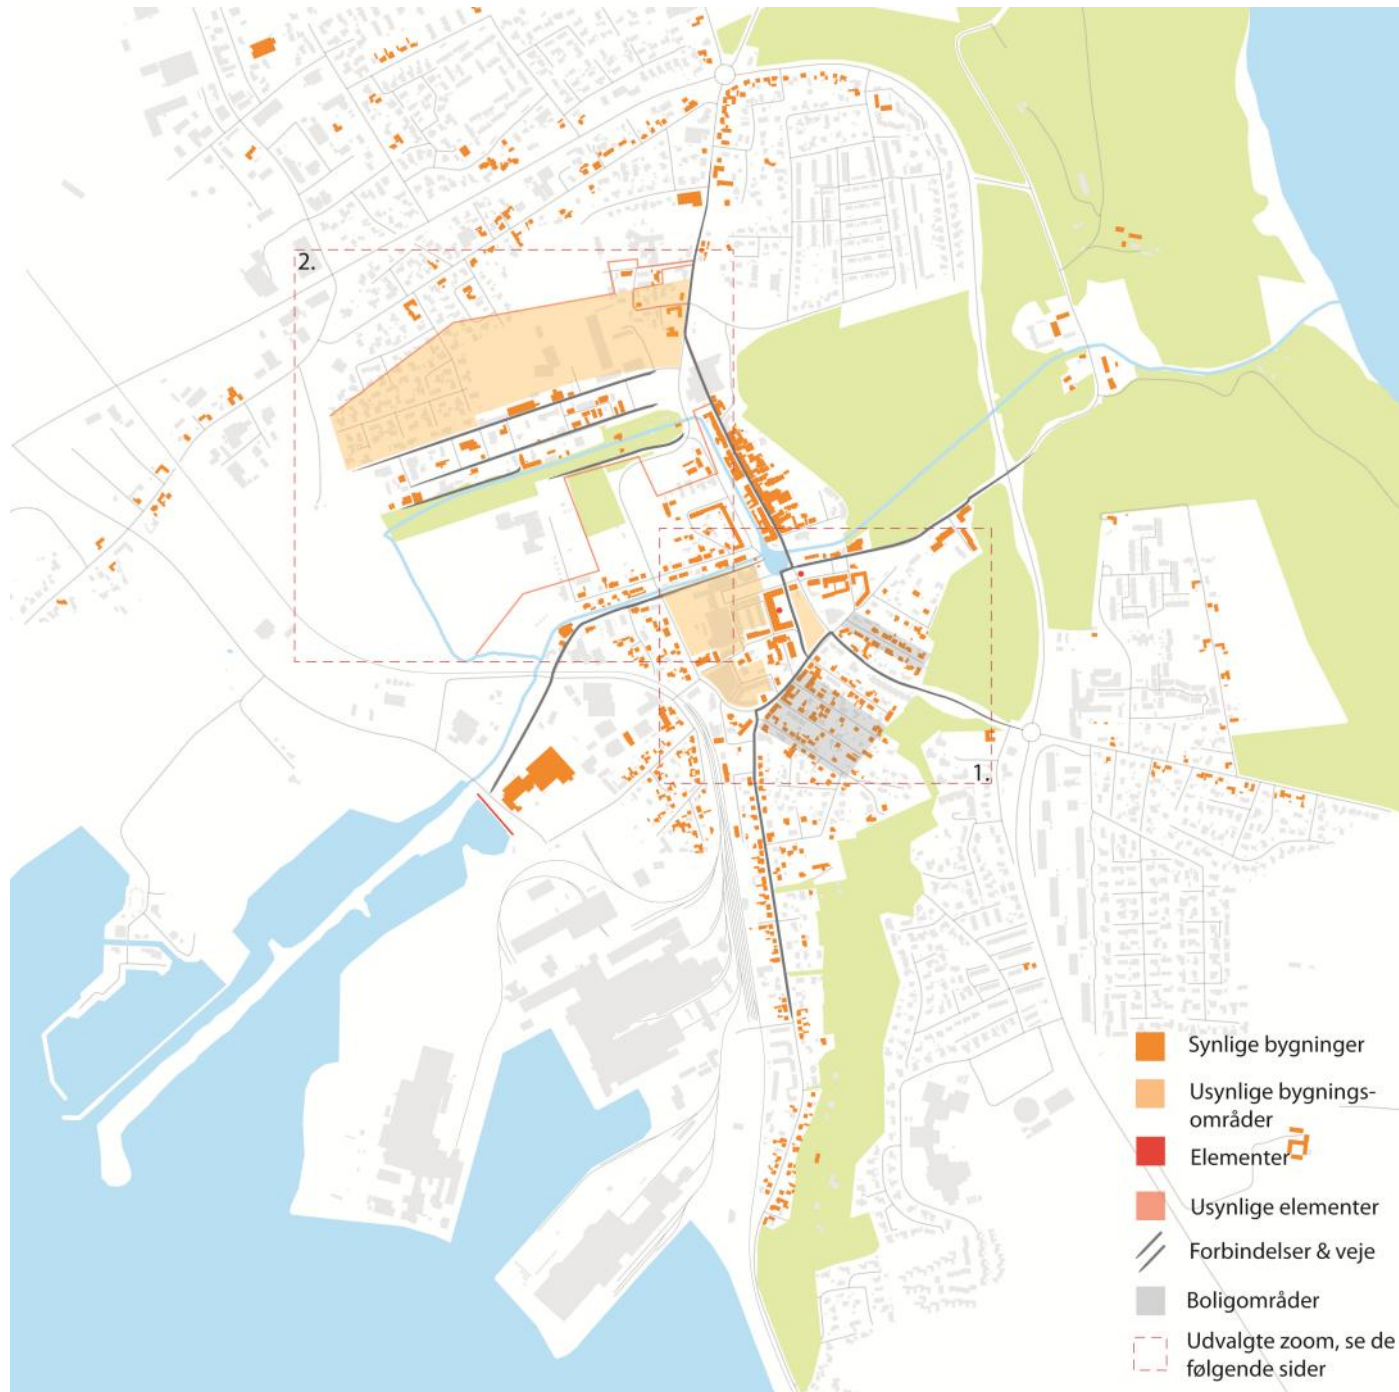 2.
1.
Synlige bygninger
Usynlige bygnings-
områder
Elementer
Usynlige elementer
Forbindelser & veje
Boligområder
Udvalgte zoom, se de
følgende sider